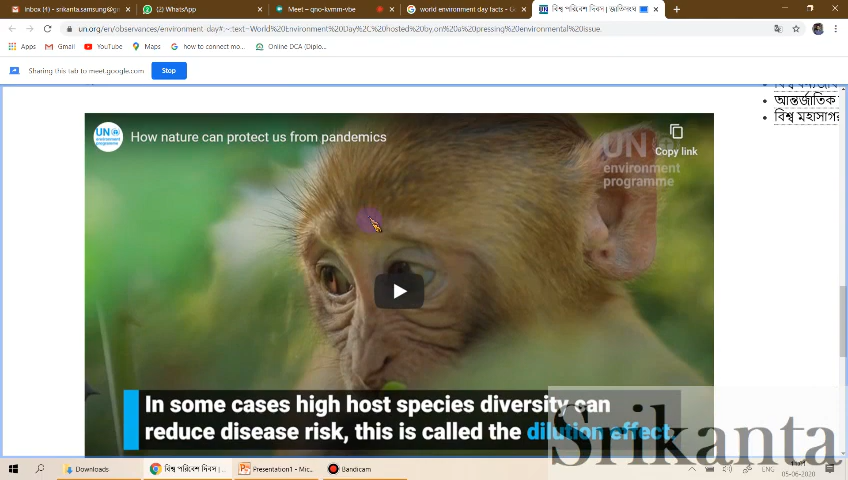 Inbox (4) - srikanta.samsung@gm
(2) WhatsApp
Meet – qno-kvmm-vbe
world environment day facts - G
বিশ্ব পরিবেশ দিবস | জাতিসংঘ
un.org/en/observances/environment-day#:~:text=World%20Environment%20Day%2C%20hosted%20by,on%20a%20pressing%20environmental%20issue.
Apps
Gmail
YouTube
Maps
how to connect mo...
Online DCA (Diplo...
Sharing this tab to meet.google.com
Stop
আন্তর্জাতিক
বিশ্ব মহাসাগর
UN
environment
programme
How nature can protect us from pandemics
Copy link
UN
environment
programme
In some cases high host species diversity can
reduce disease risk, this is called the dilution effect.
Srikanta
Downloads
বিশ্ব পরিবেশ দিবস | ...
Presentation1 - Mic...
Bandicam
ENG
05-06-2020